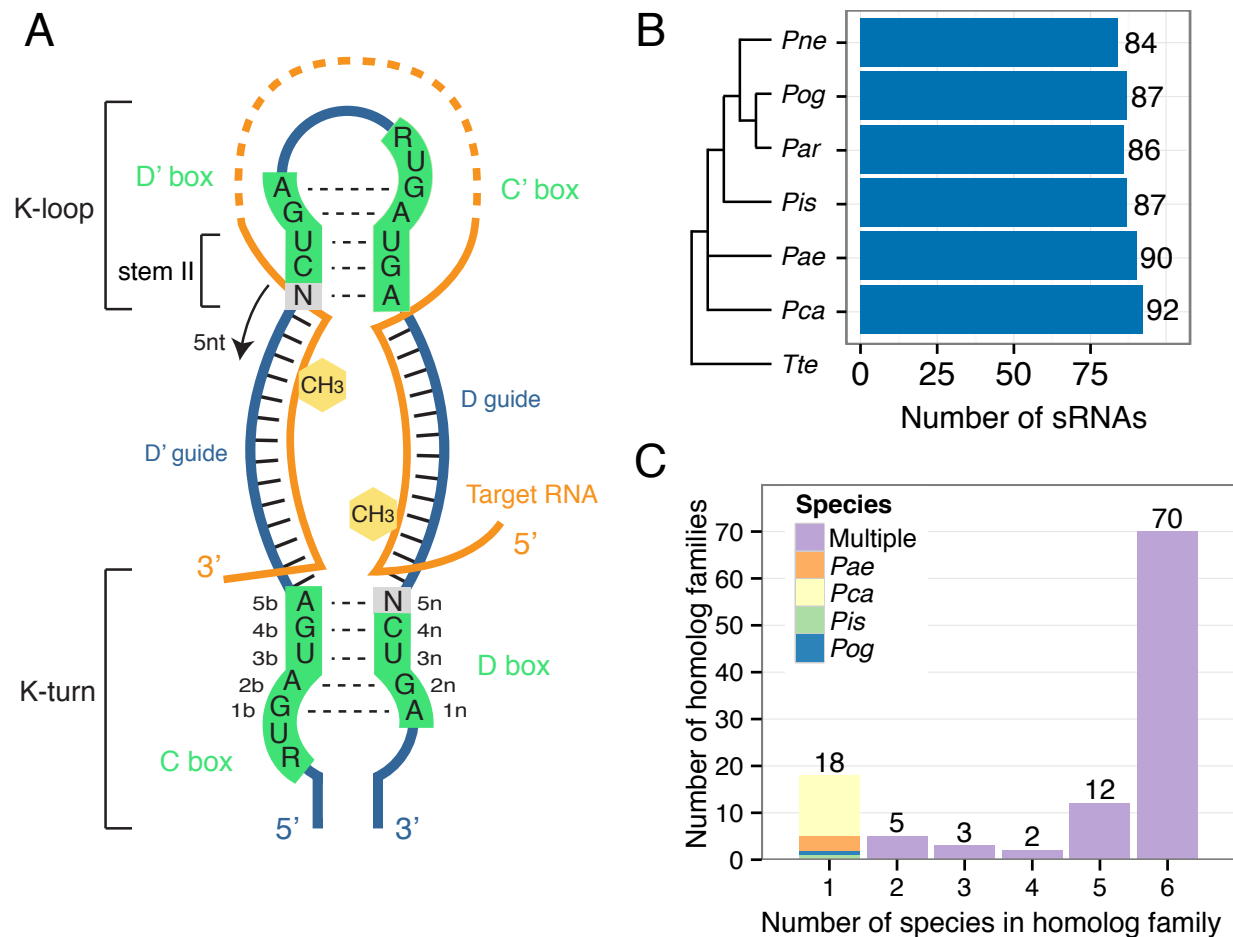 A
K-loop
D' box
C' box
R
U
G
A
U
G
A
A
G
U
C
N
stem II
5nt
CH3
D guide
D' guide
CH3
Target RNA
5'
3'
K-turn
5b A N 5n
4b G C 4n
3b U U 3n
2b A G 2n
1b G A 1n
U
R
D box
C box
5' 3'
B
Pne 84
Pog 87
Par 86
Pis 87
Pae 90
Pca 92
Tte
0 25 50 75
Number of sRNAs
C
Number of homolog families
70
60
50
40
30
20
10
0
Species
Multiple
Pae
Pca
Pis
Pog
18
5
3
2
12
70
1 2 3 4 5 6
Number of species in homolog family